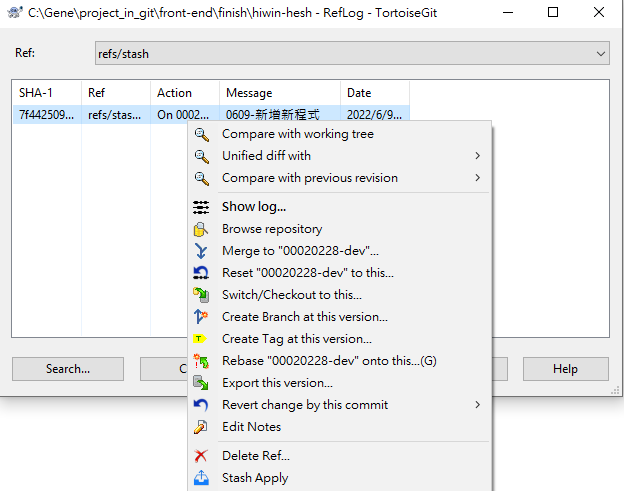 C:\Gene\project_in_git\front-end\finish\hiwin-hesh - RefLog - TortoiseGit
Ref:
refs/stash
SHA-1 Ref Action Message Date
7f442509... refs/stas... On 0002... 0609-新增新程式 2022/6/9...
Compare with working tree
Unified diff with
Compare with previous revision
Show log...
Browse repository
Merge to "00020228-dev"...
Reset "00020228-dev" to this...
Switch/Checkout to this...
Create Branch at this version...
Create Tag at this version...
Rebase "00020228-dev" onto this...(G)
Search... C Help
Export this version...
Revert change by this commit
Edit Notes
Delete Ref...
Stash Apply